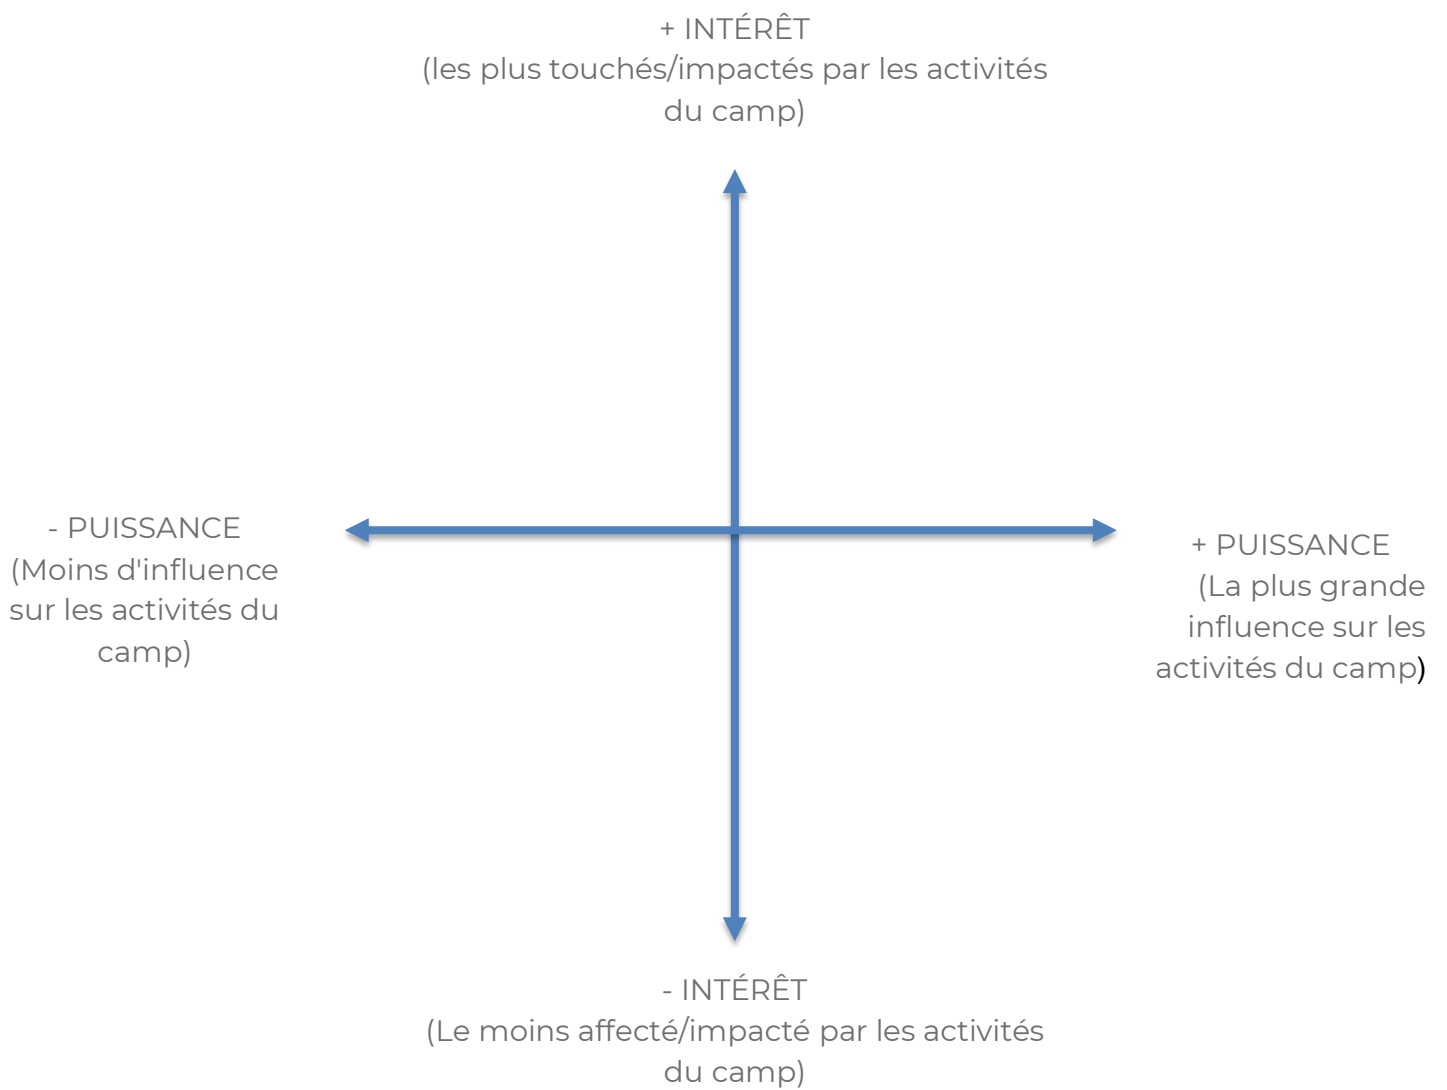 + INTÉRÊT
(les plus touchés/impactés par les activités
du camp)
- PUISSANCE
(Moins d'influence
sur les activités du
camp)
+ PUISSANCE
(La plus grande
influence sur les
activités du camp)
- INTÉRÊT
(Le moins affecté/impacté par les activités
du camp)